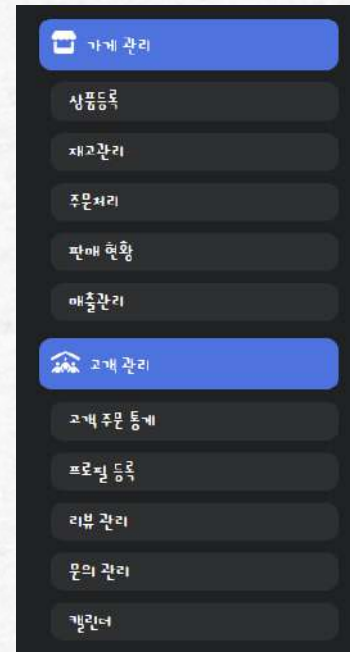 가게 관리
상품등록
재고관리
주문처리
판매 현황
매출관리
고객 관리
고객 주문 통계
프로필 등록
리뷰 관리
문의 관리
캘린더